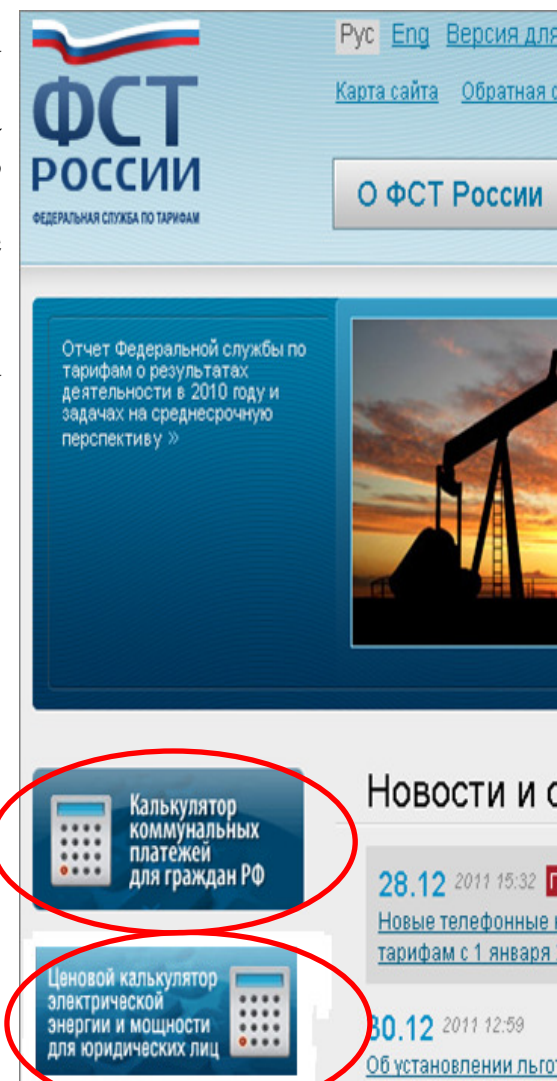 Рус Eng Версия для
Карта сайта Обратная
ФСТ
РОССИИ
ФЕДЕРАЛЬНАЯ СЛУЖБА ПО ТАРИФАМ
О ФСТ России
Отчет Федеральной службы по
тарифам о результатах
деятельности в 2010 году и
задачах на среднесрочную
перспективу »
Калькулятор
коммунальных
платежей
для граждан РФ
Ценовой калькулятор
электрической
энергии и мощности
для юридических лиц
Новости и
28.12 2011 15:32
Новые телефонные
тарифам с 1 января
30.12 2011 12:59
Об установлении